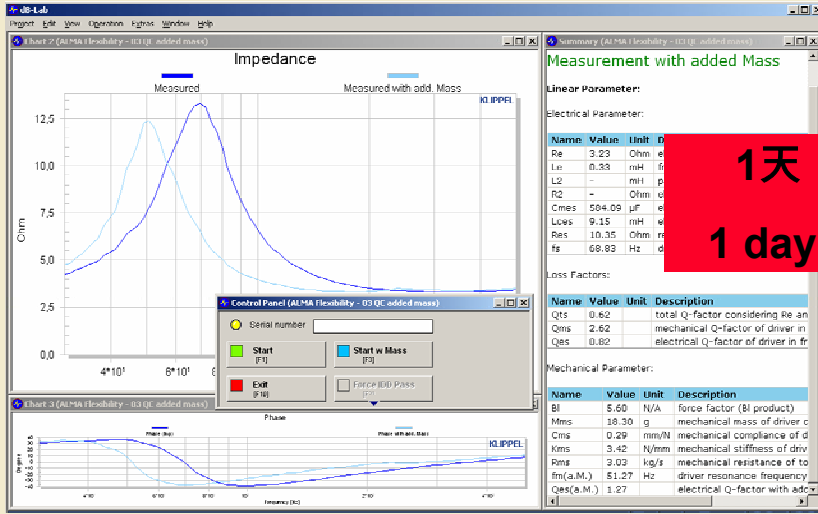 dB-Lab
Project Edit View Operation Extras Window Help
Chart 2 (ALMA Flexibility - 03 QC added mass)
Impedance
Measured
Measured with add. Mass
KLIPPEL
12,5
10,0
7,5
5,0
2,5
0,0
Ohm
4*10¹
6*10¹
Control Panel (ALMA Flexibility - 03 QC added mass)
Serial number
Start
[F1]
Start w Mass
[F3]
Exit
[F10]
Force IDD Pass
Chart 3 (ALMA Flexibility - 03 QC added mass)
Phase
KLIPPEL
Frequency [Hz]
Summary (ALMA Flexibility - 03 QC added mass)
Measurement with added Mass
Linear Parameter:
Electrical Parameter:
Name Value Unit D
Re 3.23 Ohm el
Le 0.33 mH fr
L2 - mH p
R2 - Ohm el
Cmes 584.09 µF el
Lces 9.15 mH el
Res 10.35 Ohm re
fs 68.83 Hz d
1天
1 day
Loss Factors:
Name Value Unit Description
Qts 0.62 total Q-factor considering Re an
Qms 2.62 mechanical Q-factor of driver in
Qes 0.82 electrical Q-factor of driver in fr
Mechanical Parameter:
Name Value Unit Description
Bl 5.60 N/A force factor (Bl product)
Mms 18.30 g mechanical mass of driver c
Cms 0.29 mm/N mechanical compliance of d
Kms 3.42 N/mm mechanical stiffness of driv
Rms 3.03 kg/s mechanical resistance of to
fm(a.M.) 51.27 Hz driver resonance frequency
Qes(a.M.) 1.27 electrical Q-factor with add